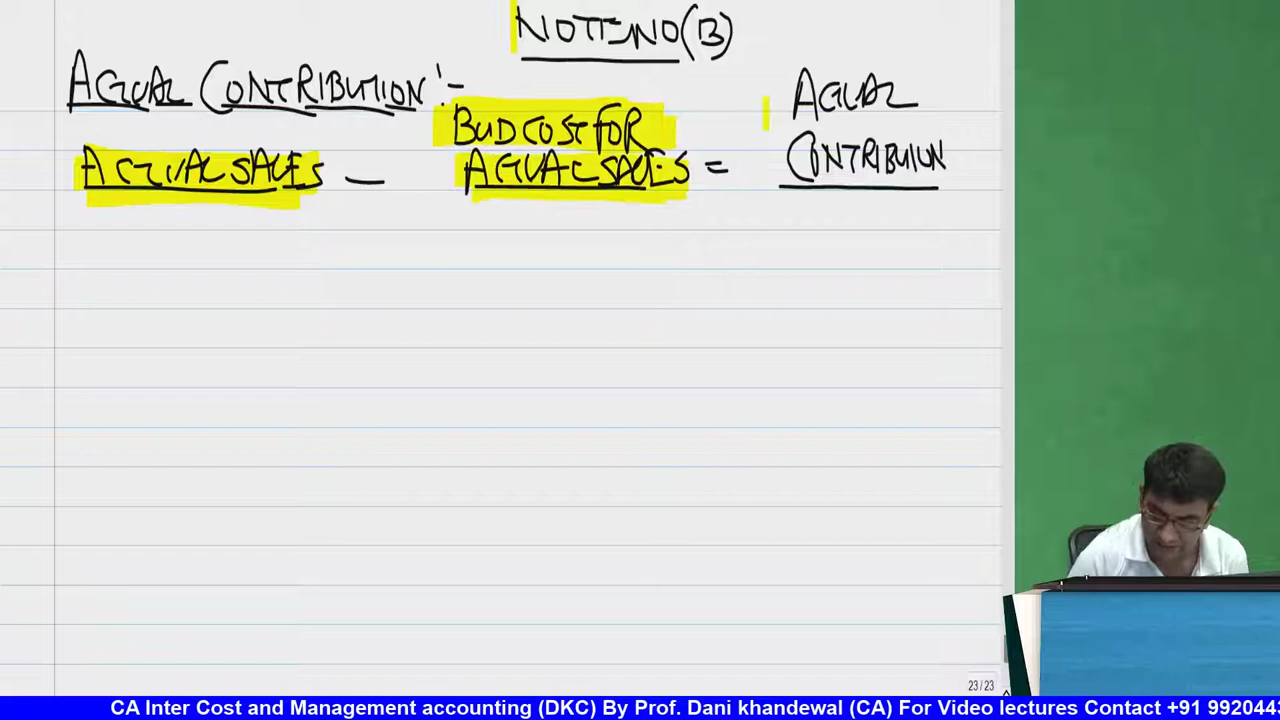 NOTE NO (B)
ACTUAL CONTRIBUTION :-
ACTUAL SALES - BUD COST FOR ACTUAL SALES = ACTUAL CONTRIBUTION
23/23
CA Inter Cost and Management accounting (DKC) By Prof. Dani khandewal (CA) For Video lectures Contact +91 992044